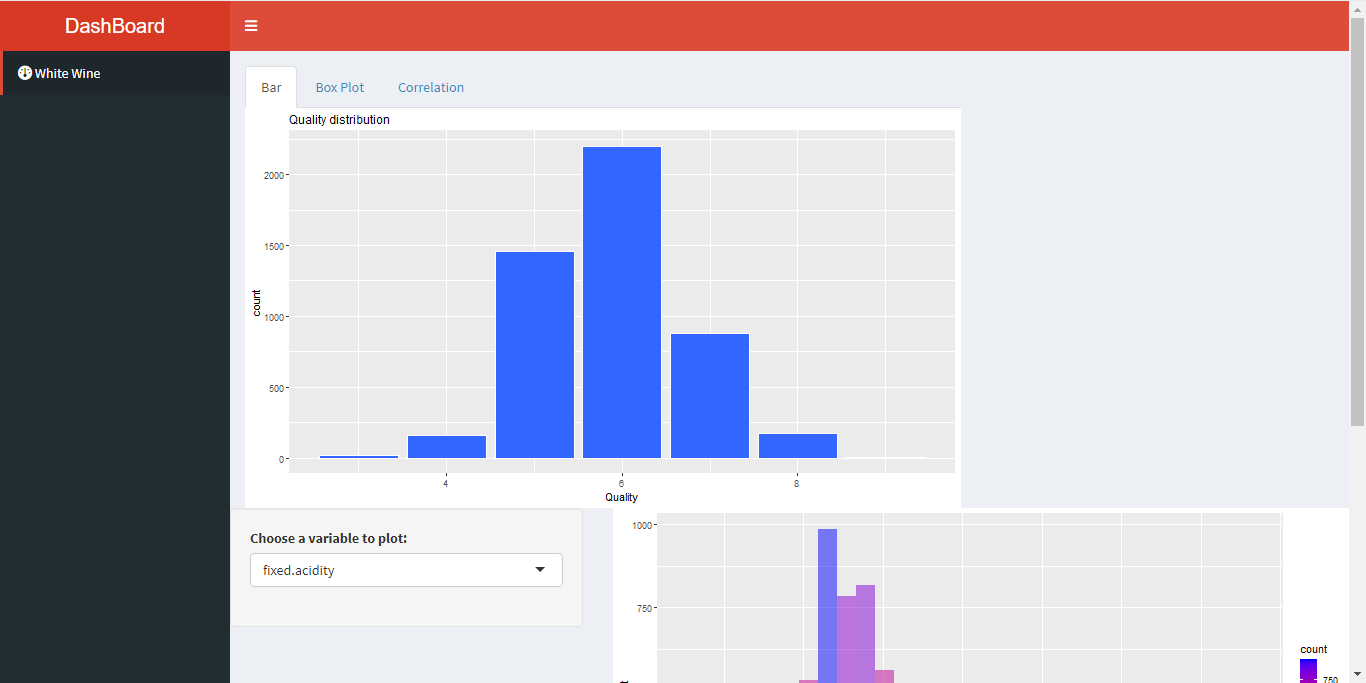 DashBoard
White Wine
Bar Box Plot Correlation
Quality distribution
2000
1500
1000
500
0
count
4 6 8
Quality
Choose a variable to plot:
fixed.acidity
1000
750
count
750